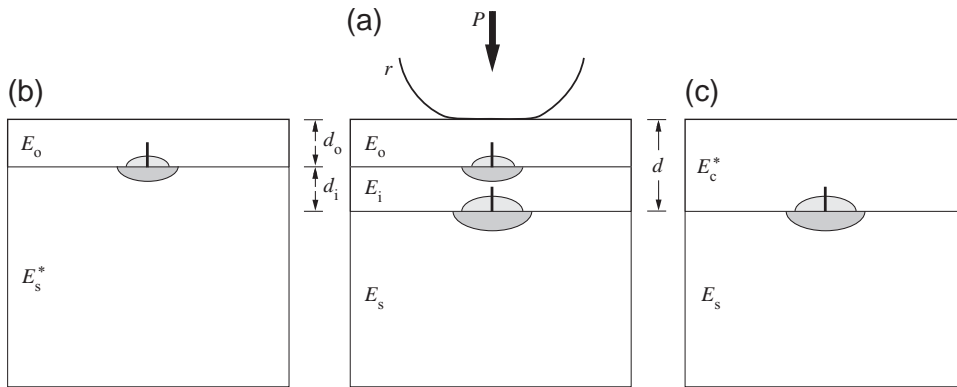 (a)
P
r
(b)
(c)
E_o
d_o
E_o
d
E_c^*
d_i
E_i
E_s^*
E_s
E_s